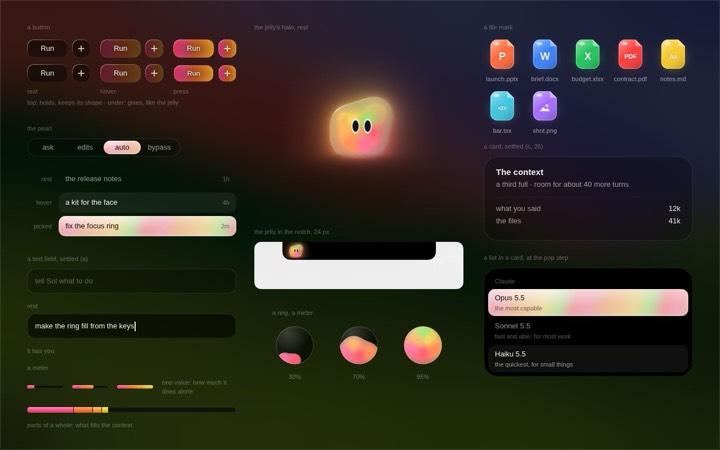 a button
Run + Run + Run +
Run + Run + Run +
rest hover press
top: holds, keeps its shape · under: gives, like the jelly
the pearl
ask edits auto bypass
rest the release notes 1h
hover a kit for the face 4h
picked fix the focus ring 2m
a text field, settled (a)
tell Sol what to do
rest
make the ring fill from the keys
it has you
a meter
one value: how much it
does alone
parts of a whole: what fills the context
the jelly's halo, rest
the jelly in the notch, 24 px
a ring, a meter
30% 70% 95%
a file mark
P W X PDF
launch.pptx brief.docx budget.xlsx contract.pdf notes.md
</>
bar.tsx shot.png
a card, settled (c, 26)
The context
a third full · room for about 40 more turns
what you said 12k
the files 41k
a list in a card, at the pop step
Claude
Opus 5.5
the most capable
Sonnet 5.5
fast and able, for most work
Haiku 5.5
the quickest, for small things